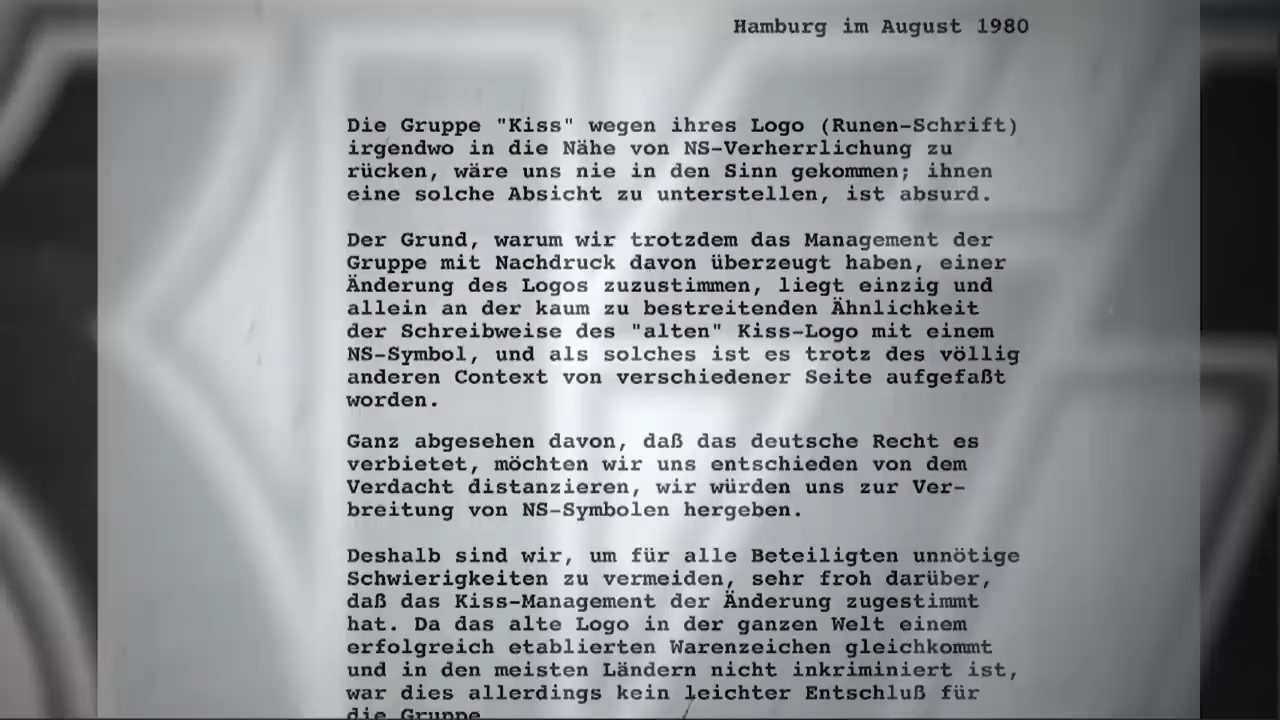 Hamburg im August 1980
Die Gruppe "Kiss" wegen ihres Logo (Runen-Schrift)
irgendwo in die Nähe von NS-Verherrlichung zu
rücken, wäre uns nie in den Sinn gekommen; ihnen
eine solche Absicht zu unterstellen, ist absurd.
Der Grund, warum wir trotzdem das Management der
Gruppe mit Nachdruck davon überzeugt haben, einer
Änderung des Logos zuzustimmen, liegt einzig und
allein an der kaum zu bestreitenden Ähnlichkeit
der Schreibweise des "alten" Kiss-Logo mit einem
NS-Symbol, und als solches ist es trotz des völlig
anderen Context von verschiedener Seite aufgefaßt
worden.
Ganz abgesehen davon, daß das deutsche Recht es
verbietet, möchten wir uns entschieden von dem
Verdacht distanzieren, wir würden uns zur Ver-
breitung von NS-Symbolen hergeben.
Deshalb sind wir, um für alle Beteiligten unnötige
Schwierigkeiten zu vermeiden, sehr froh darüber,
daß das Kiss-Management der Änderung zugestimmt
hat. Da das alte Logo in der ganzen Welt einem
erfolgreich etablierten Warenzeichen gleichkommt
und in den meisten Ländern nicht inkriminiert ist,
war dies allerdings kein leichter Entschluß für
die Gruppe